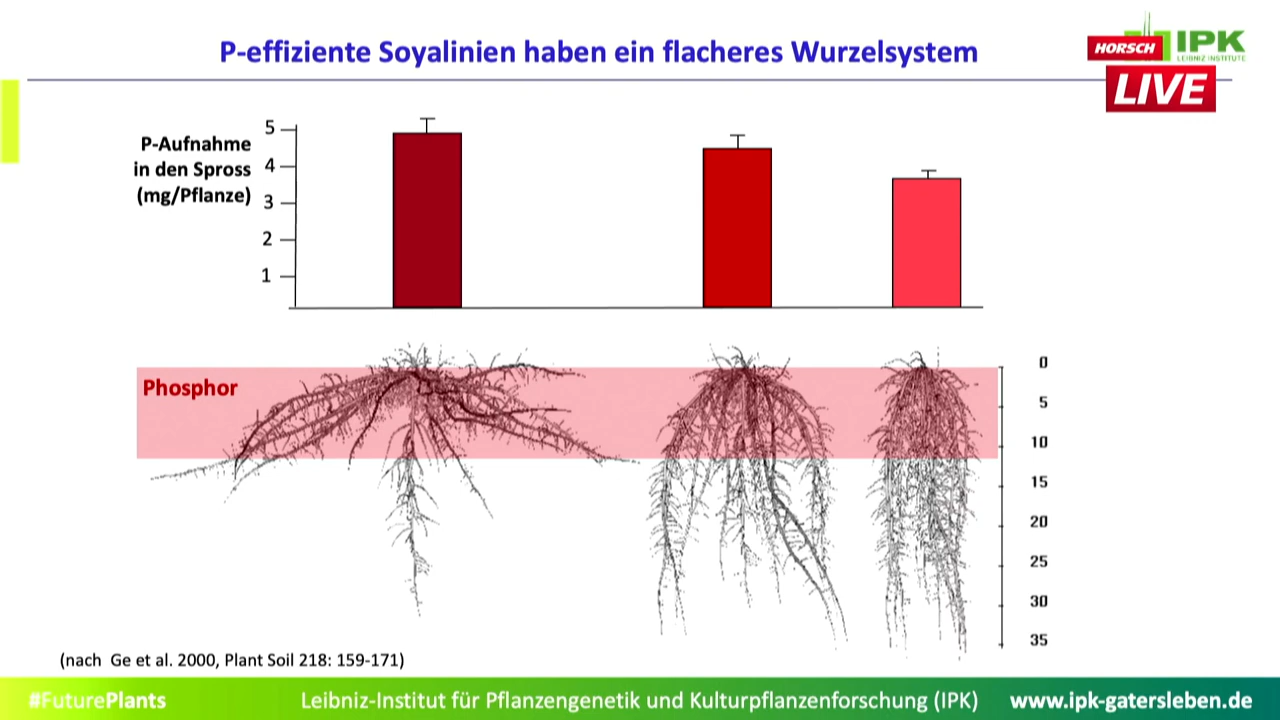 P-effiziente Soyalinien haben ein flacheres Wurzelsystem
HORSCH
IPK
LEIBNIZ INSTITUTE
LIVE
P-Aufnahme
in den Spross
(mg/Pflanze)
5
4
3
2
1
Phosphor
0
5
10
15
20
25
30
35
(nach Ge et al. 2000, Plant Soil 218: 159-171)
#FuturePlants
Leibniz-Institut für Pflanzengenetik und Kulturpflanzenforschung (IPK)
www.ipk-gatersleben.de